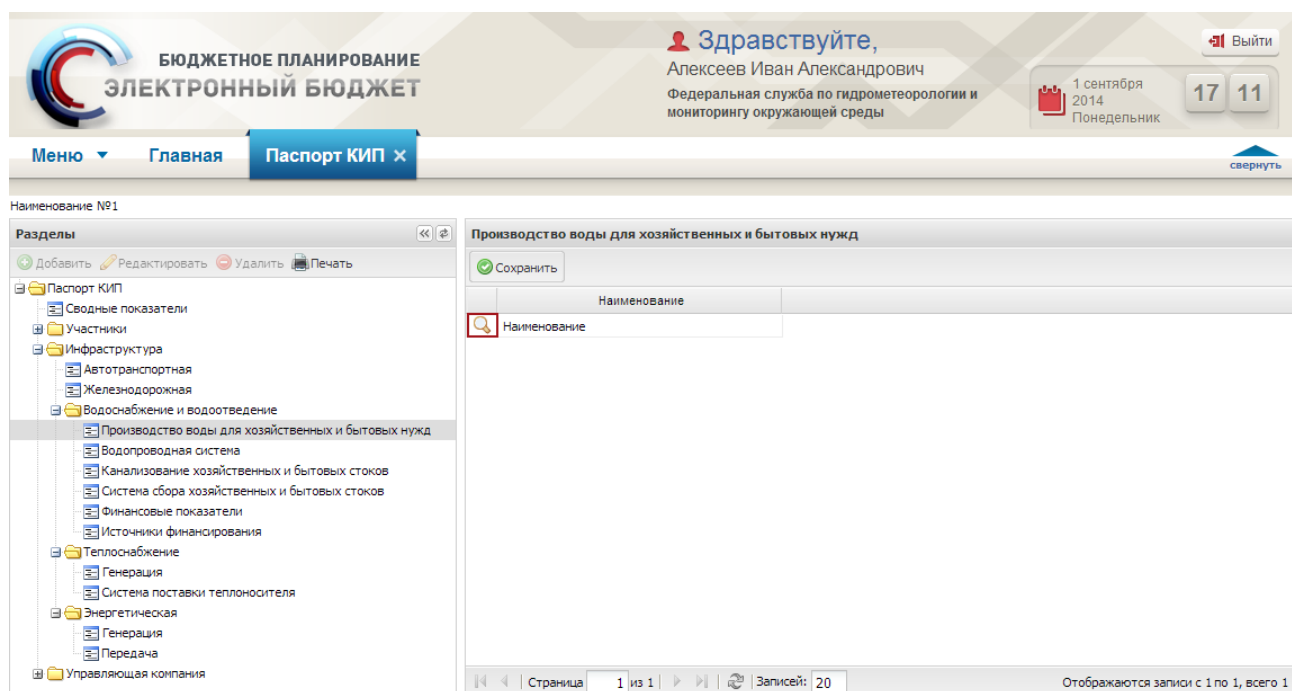 БЮДЖЕТНОЕ ПЛАНИРОВАНИЕ
ЭЛЕКТРОННЫЙ БЮДЖЕТ
Здравствуйте,
Алексеев Иван Александрович
Федеральная служба по гидрометеорологии и
мониторингу окружающей среды
Выйти
1 сентября
2014
Понедельник
17 11
Меню Главная Паспорт КИП
свернуть
Наименование №1
Разделы
Добавить Редактировать Удалить Печать
Паспорт КИП
Сводные показатели
Участники
Инфраструктура
Автотранспортная
Железнодорожная
Водоснабжение и водоотведение
Производство воды для хозяйственных и бытовых нужд
Водопроводная система
Канализование хозяйственных и бытовых стоков
Система сбора хозяйственных и бытовых стоков
Финансовые показатели
Источники финансирования
Теплоснабжение
Генерация
Система поставки теплоносителя
Энергетическая
Генерация
Передача
Управляющая компания
Производство воды для хозяйственных и бытовых нужд
Сохранить
Наименование
Наименование
Страница 1 из 1 Записей: 20 Отображаются записи с 1 по 1, всего 1